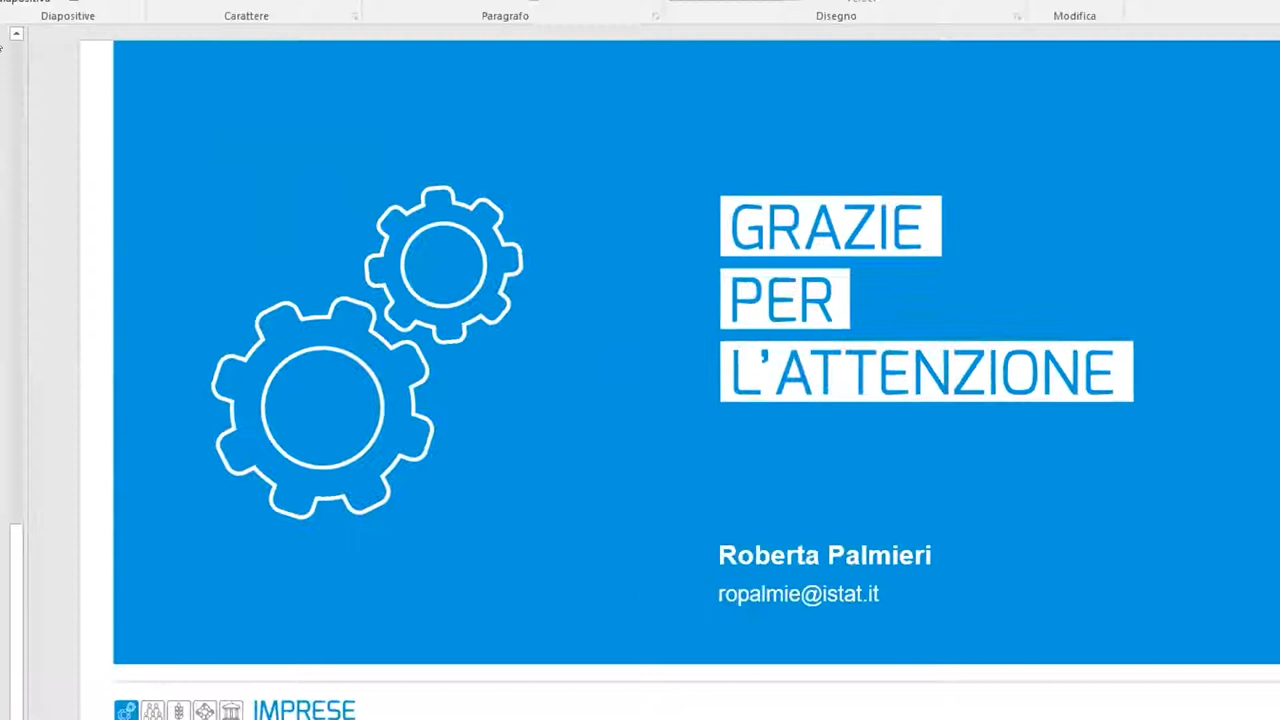 Diapositive Carattere Paragrafo Disegno Modifica
GRAZIE
PER
L’ATTENZIONE
Roberta Palmieri
ropalmie@istat.it
IMPRESE